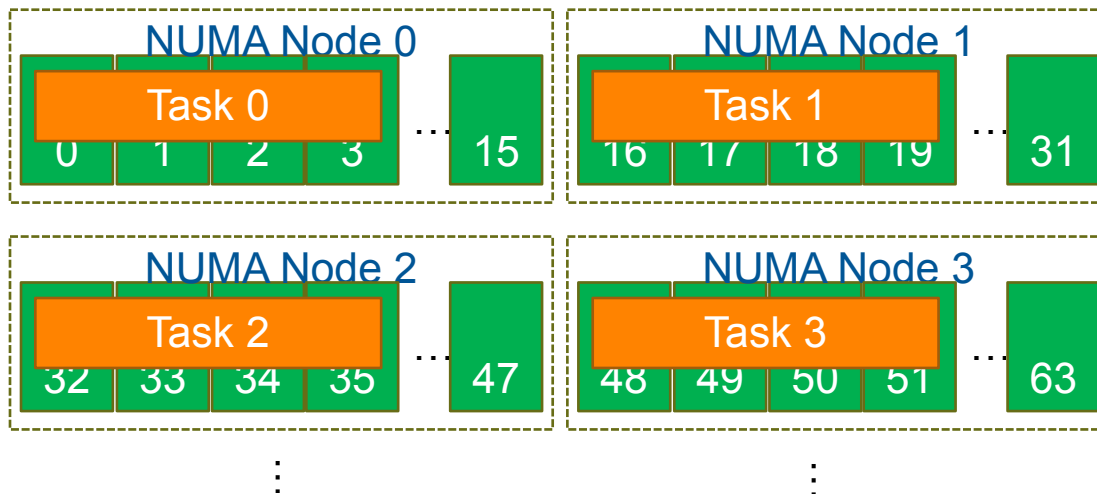 NUMA Node 0
Task 0
0 1 2 3 … 15
NUMA Node 1
Task 1
16 17 18 19 … 31
NUMA Node 2
Task 2
32 33 34 35 … 47
NUMA Node 3
Task 3
48 49 50 51 … 63
⋮ ⋮